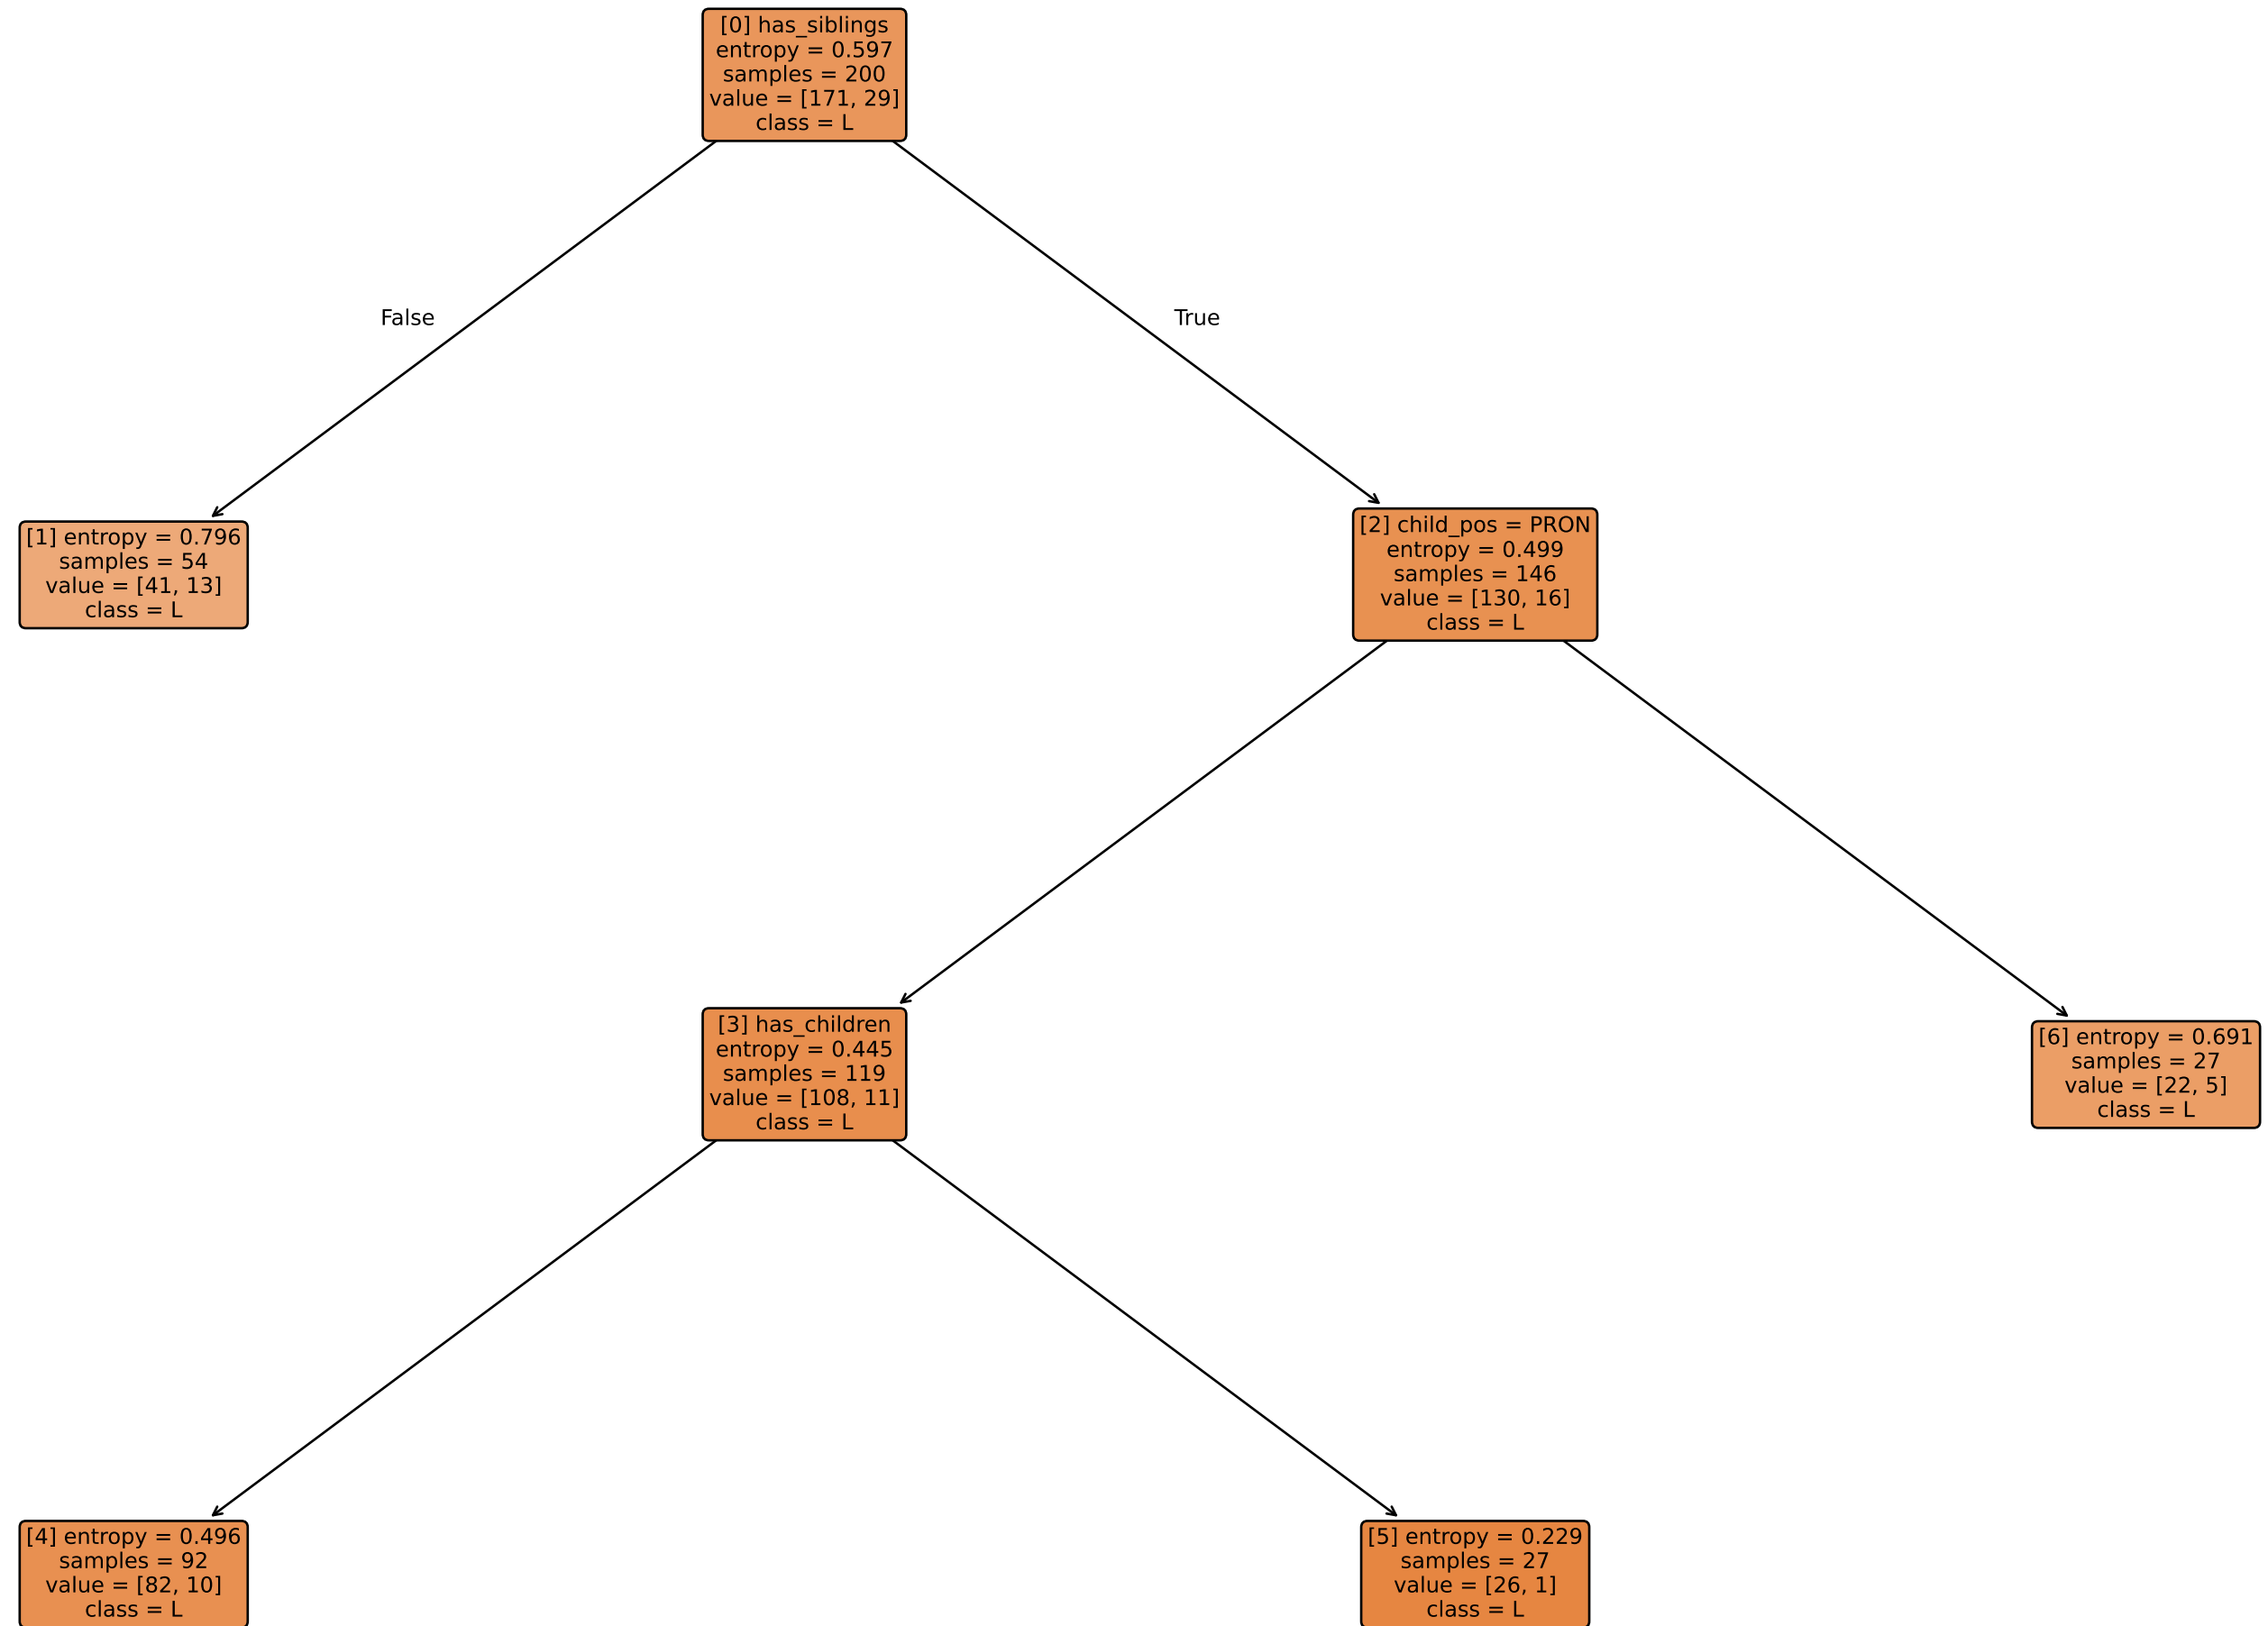 [0] has_siblings
entropy = 0.597
samples = 200
value = [171, 29]
class = L
False
True
[1] entropy = 0.796
samples = 54
value = [41, 13]
class = L
[2] child_pos = PRON
entropy = 0.499
samples = 146
value = [130, 16]
class = L
[3] has_children
entropy = 0.445
samples = 119
value = [108, 11]
class = L
[6] entropy = 0.691
samples = 27
value = [22, 5]
class = L
[4] entropy = 0.496
samples = 92
value = [82, 10]
class = L
[5] entropy = 0.229
samples = 27
value = [26, 1]
class = L